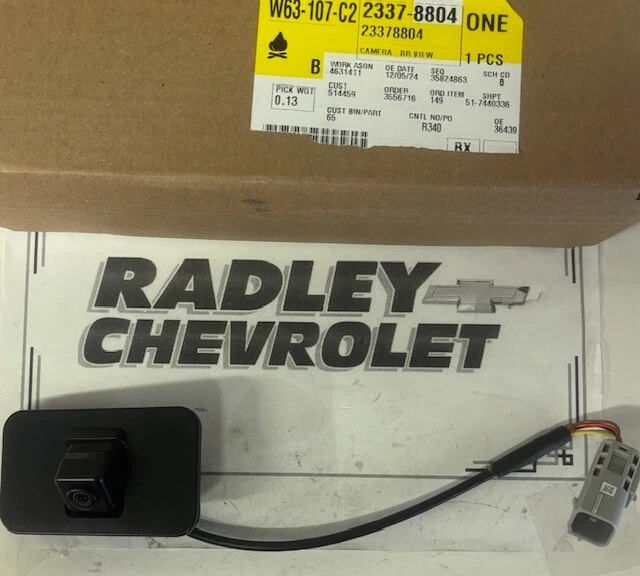 W63-107-C2 2337-8804 ONE
23378804
CAMERA RR VIEW 1 PCS
B
WORK ASGN OE DATE SEQ SCH CD
4631411 12/05/24 35824863 B
PICK WGT CUST ORDER ORD ITEM SHPT
0.13 514459 3556716 149 51-7440336
CUST BIN/PART CNTL NO/PO OE
65 R340 36439
BX
RADLEY
CHEVROLET